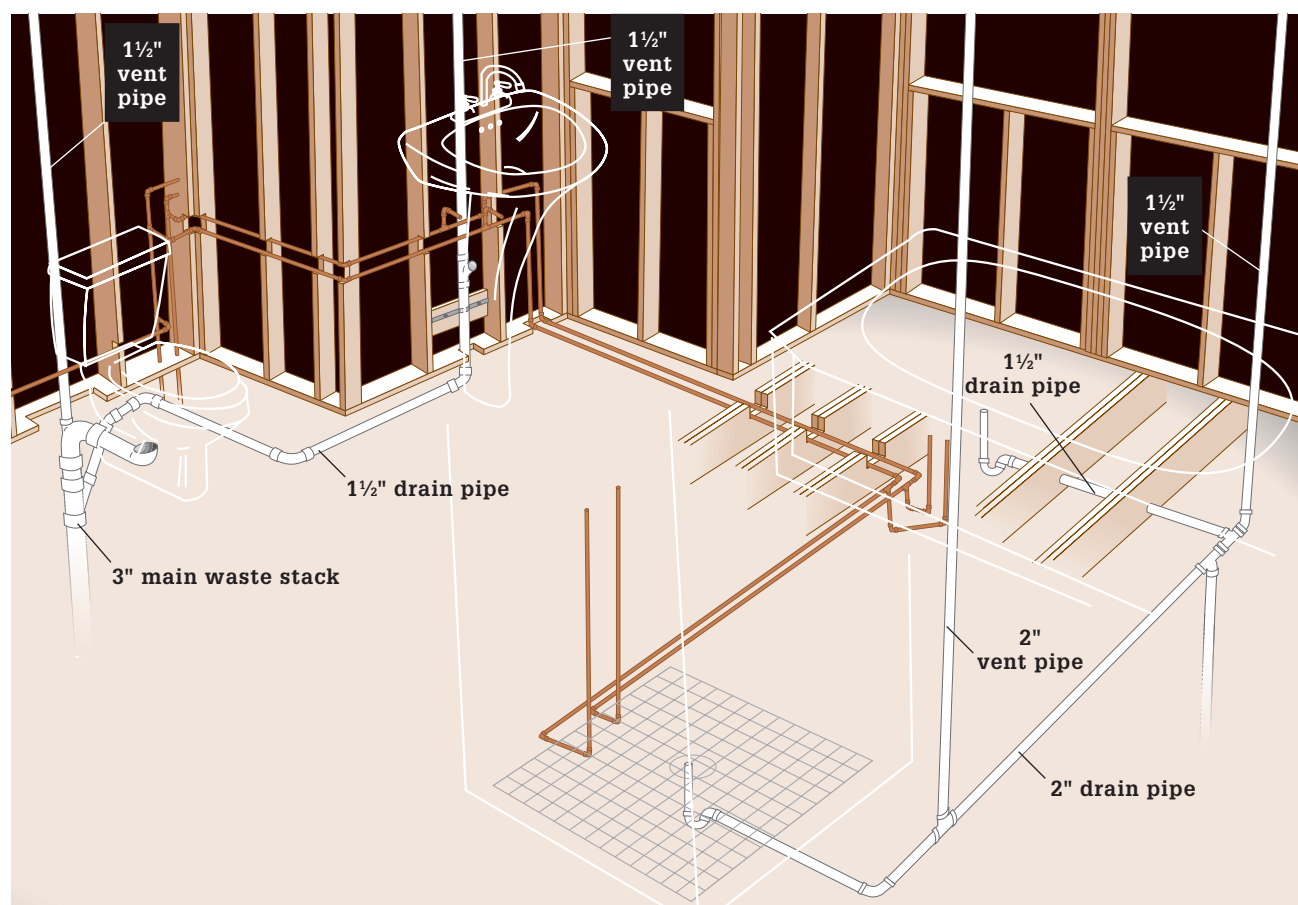 1½"
vent
pipe
1½"
vent
pipe
1½"
vent
pipe
1½"
drain pipe
1½" drain pipe
3" main waste stack
2"
vent pipe
2" drain pipe